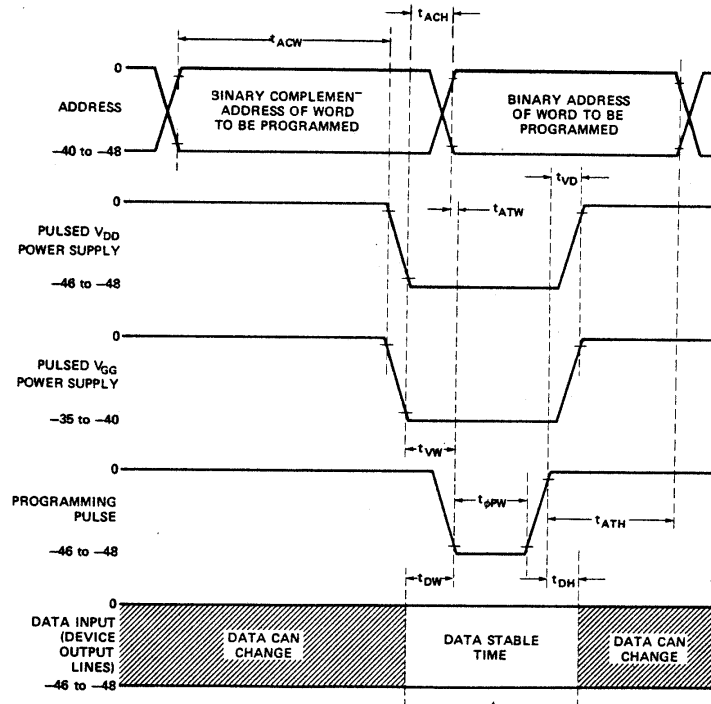 tACH
tACW
0
ADDRESS
BINARY COMPLEMEN¯
ADDRESS OF WORD
TO BE PROGRAMMED
BINARY ADDRESS
OF WORD TO BE
PROGRAMMED
−40 to −48
tVD
tATW
0
PULSED VDD
POWER SUPPLY
−46 to −48
0
PULSED VGG
POWER SUPPLY
−35 to −40
tVW
0
PROGRAMMING
PULSE
tφPW
tATH
−46 to −48
tDW
tDH
0
DATA INPUT
(DEVICE
OUTPUT
LINES)
DATA CAN
CHANGE
DATA STABLE
TIME
DATA CAN
CHANGE
−46 to −48